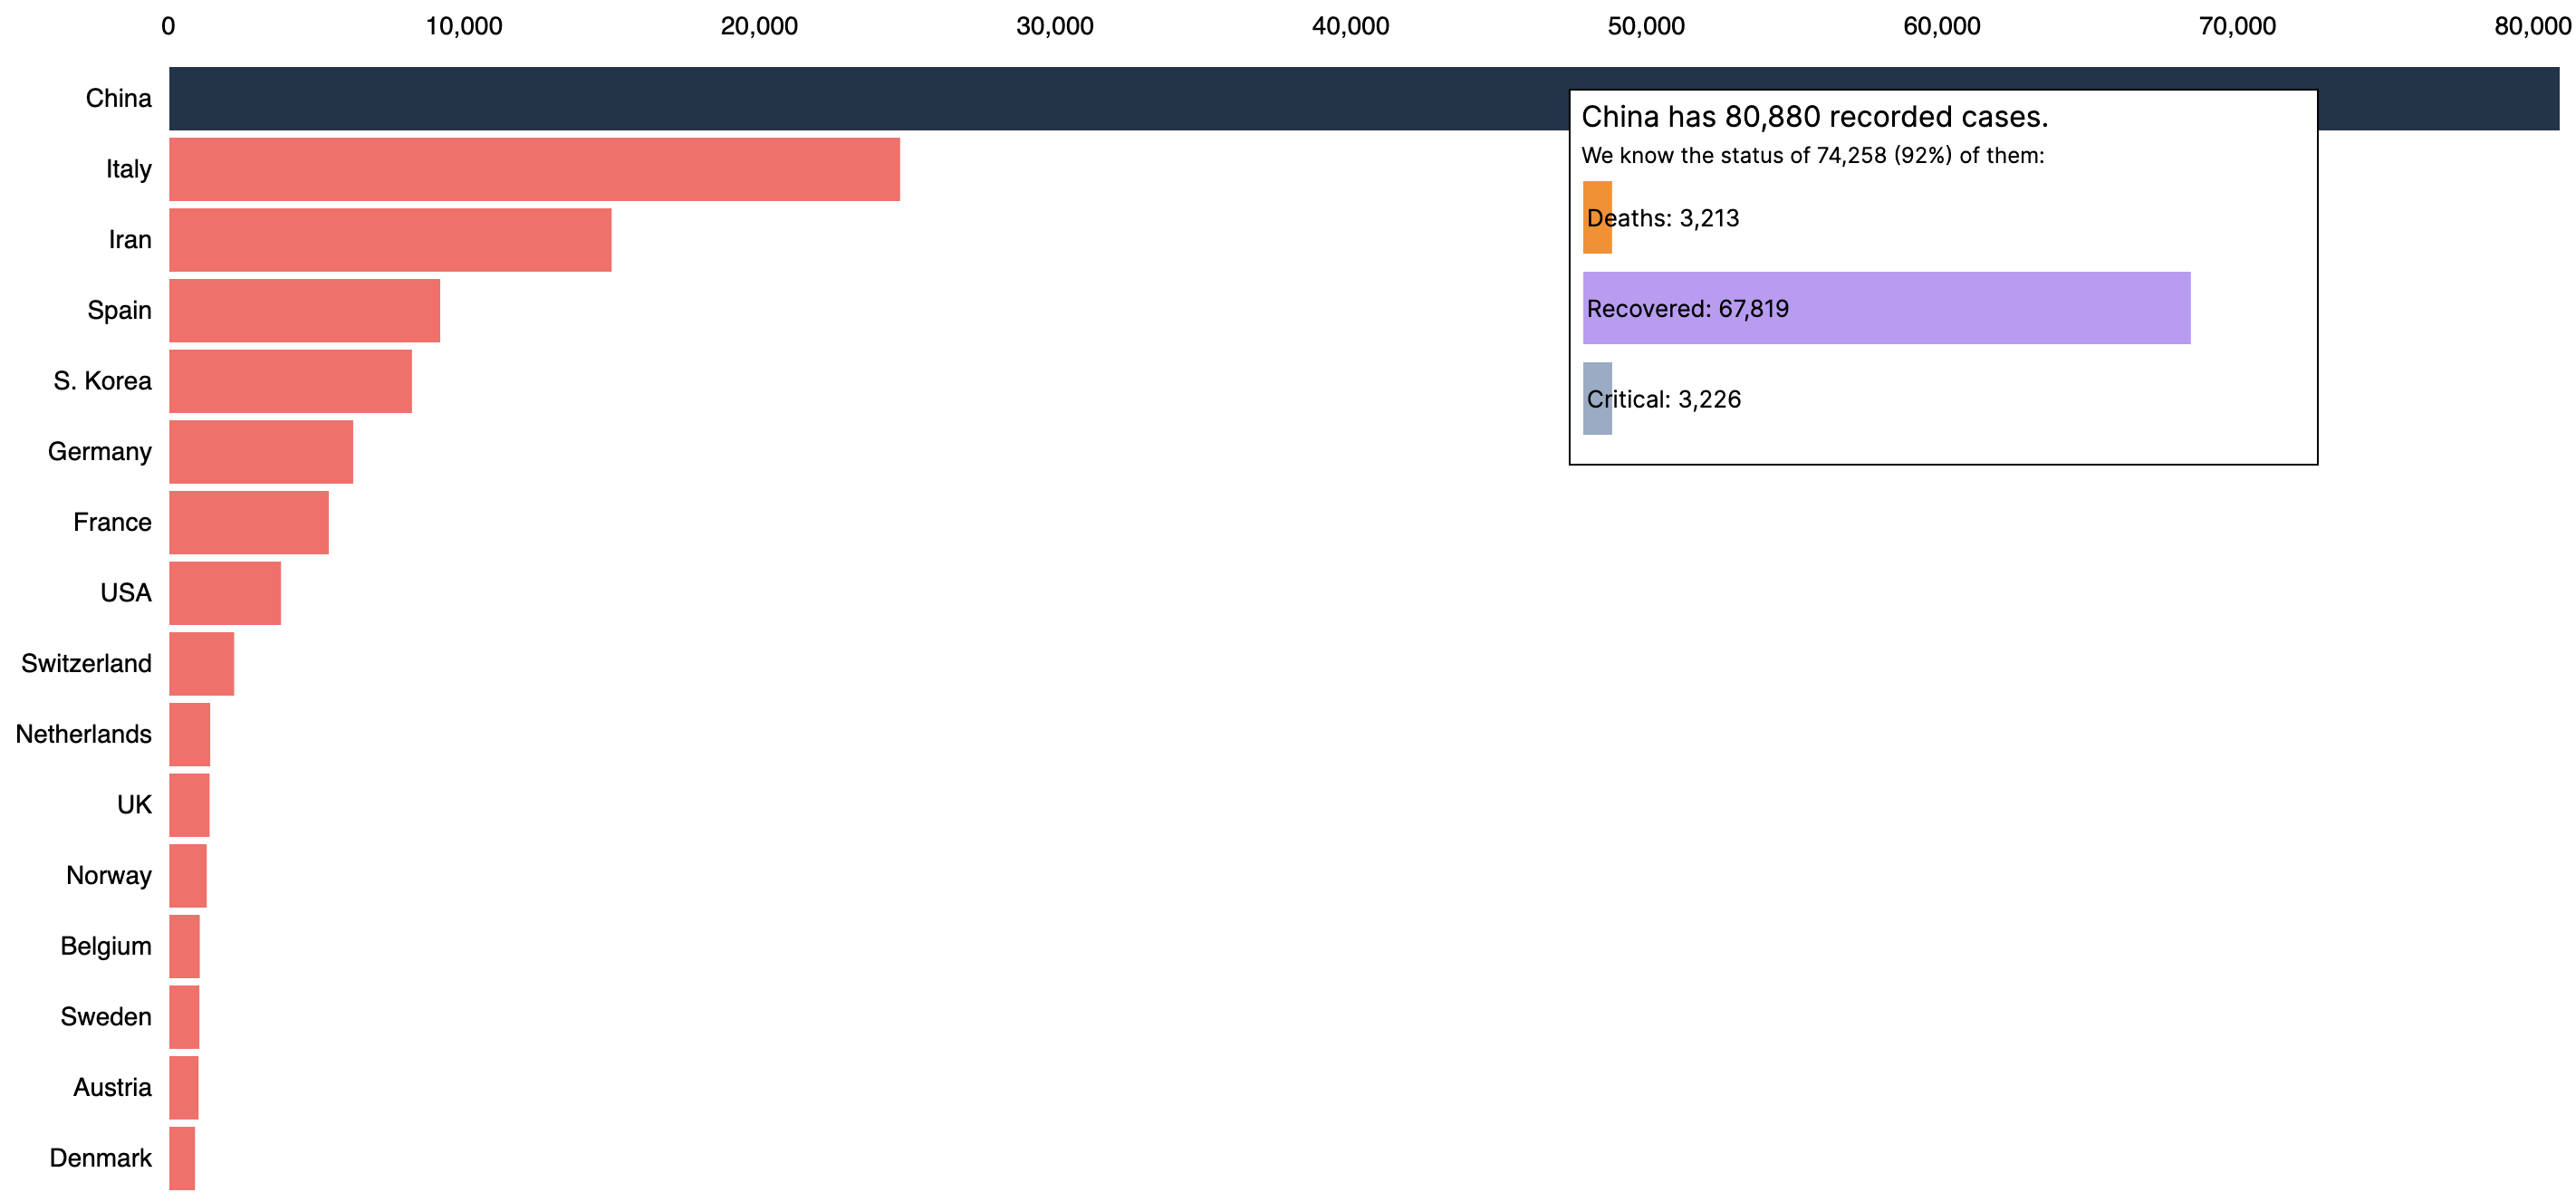 0 10,000 20,000 30,000 40,000 50,000 60,000 70,000 80,000
China
China has 80,880 recorded cases.
We know the status of 74,258 (92%) of them:
Deaths: 3,213
Recovered: 67,819
Critical: 3,226
Italy
Iran
Spain
S. Korea
Germany
France
USA
Switzerland
Netherlands
UK
Norway
Belgium
Sweden
Austria
Denmark